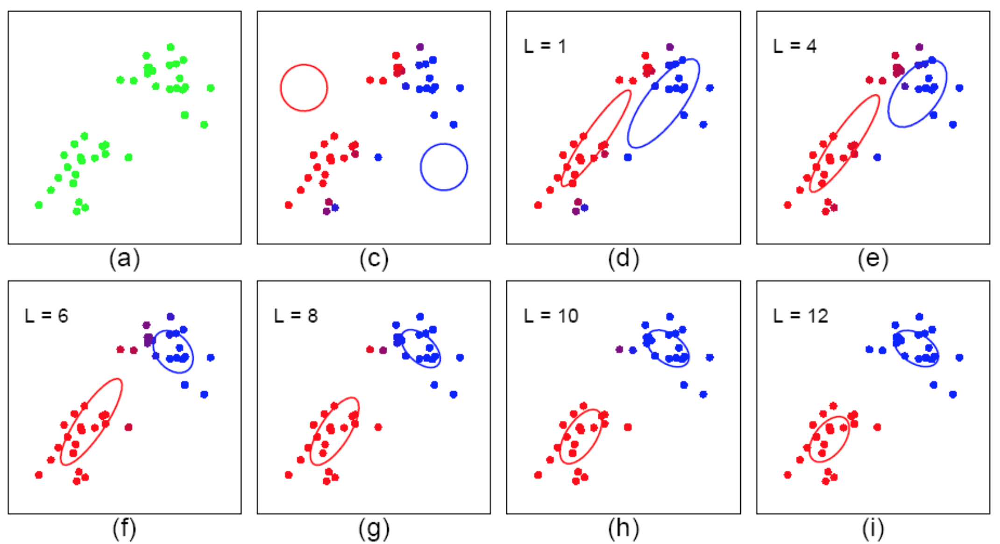 L = 1
L = 4
(a)
(c)
(d)
(e)
L = 6
L = 8
L = 10
L = 12
(f)
(g)
(h)
(i)